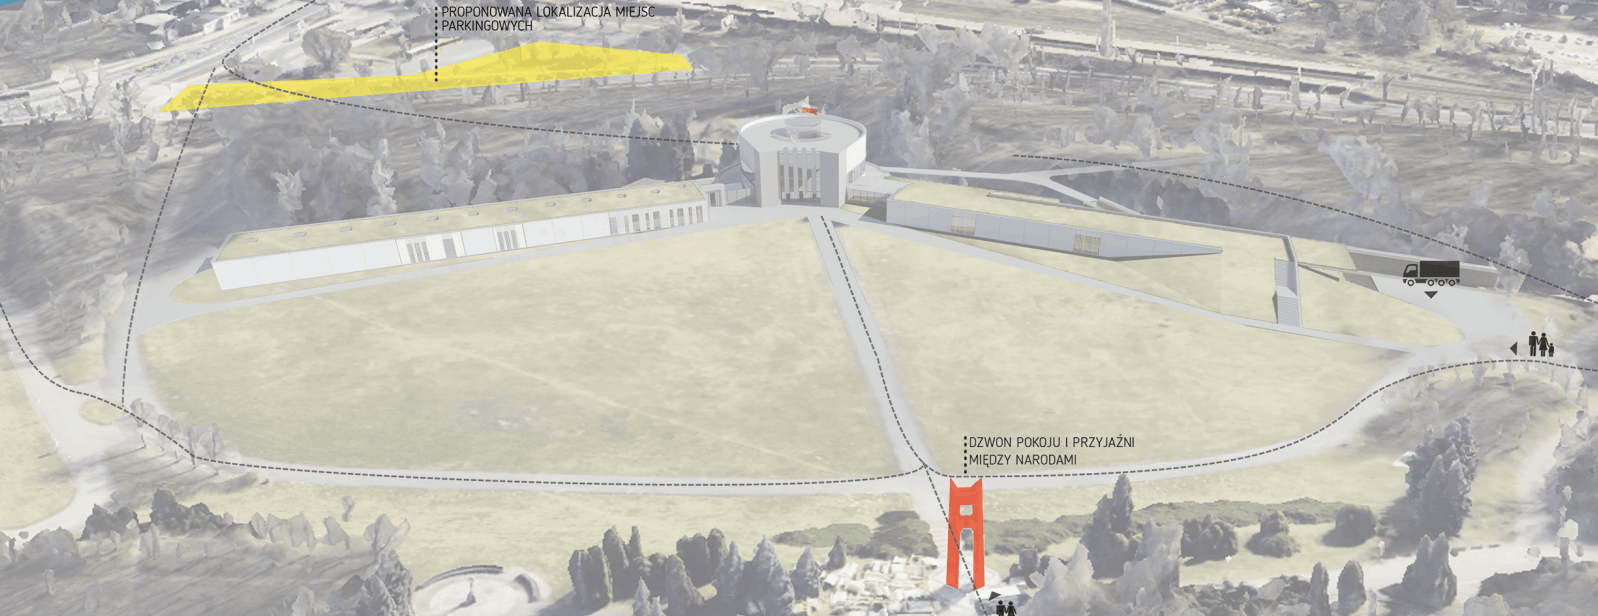 PROPONOWANA LOKALIZACJA MIEJSC
PARKINGOWYCH
DZWON POKOJU I PRZYJAŹNI
MIĘDZY NARODAMI